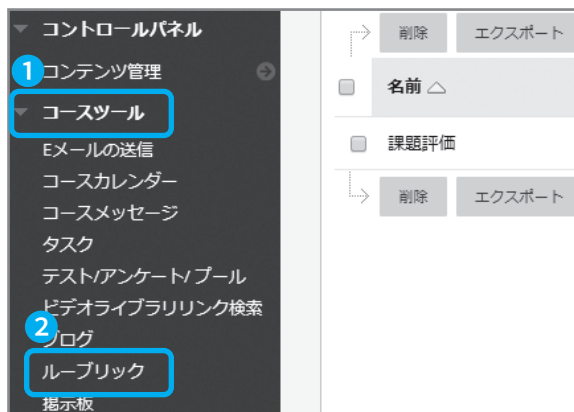 コントロールパネル
1
コンテンツ管理
コースツール
Eメールの送信
コースカレンダー
コースメッセージ
タスク
テスト/アンケート/プール
ビデオライブラリリンク検索
2
ブログ
ルーブリック
掲示板
削除 エクスポート
名前
課題評価
削除 エクスポート